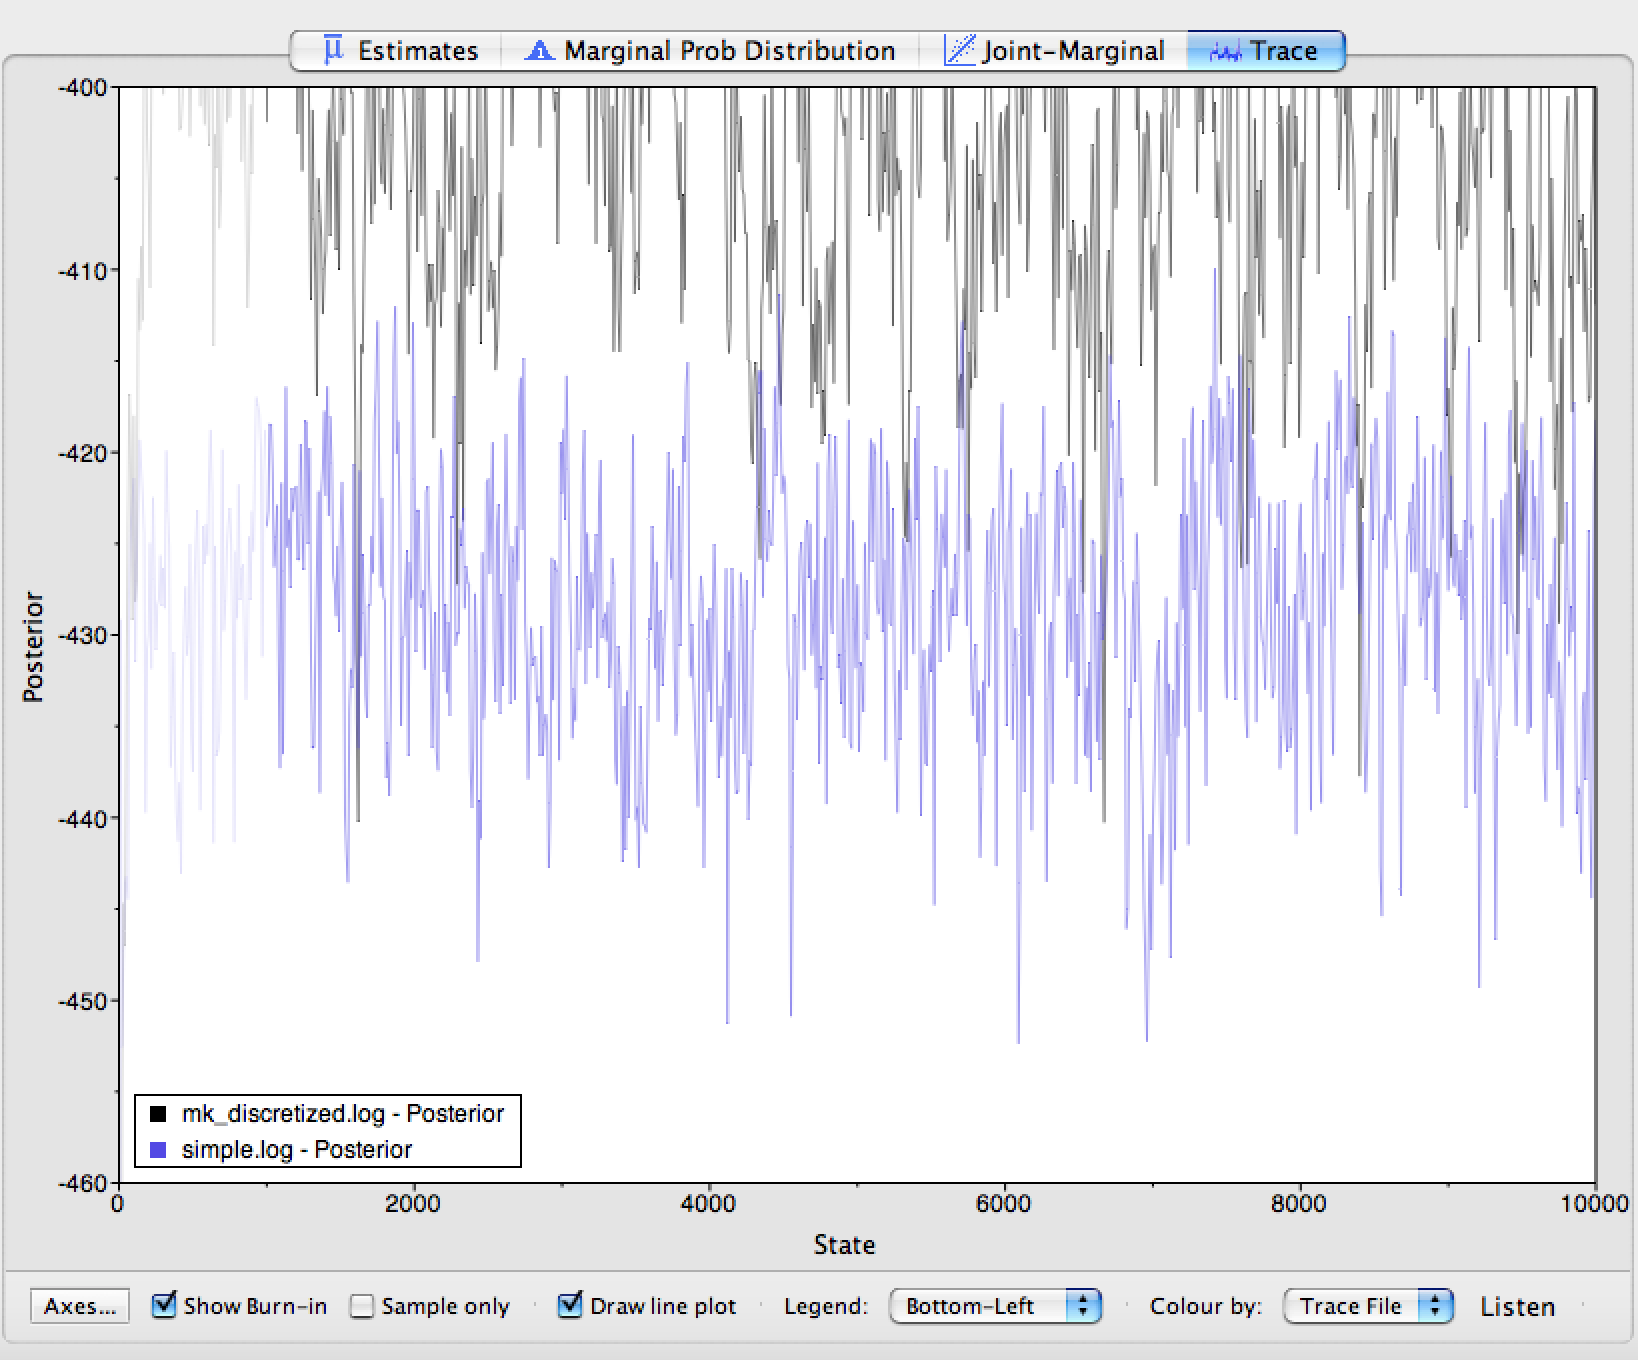 Estimates
Marginal Prob Distribution
Joint-Marginal
Trace
-400
-410
-420
-430
-440
-450
-460
Posterior
mk_discretized.log - Posterior
simple.log - Posterior
0 2000 4000 6000 8000 10000
State
Axes... Show Burn-in Sample only Draw line plot Legend: Bottom-Left Colour by: Trace File Listen